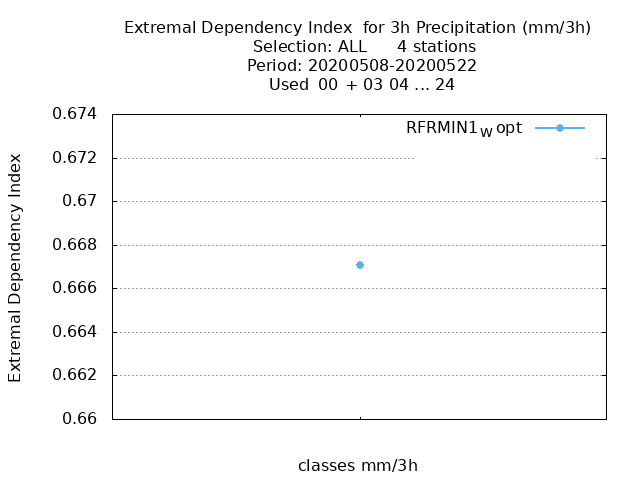 Extremal Dependency Index  for 3h Precipitation (mm/3h)
Selection: ALL      4 stations
Period: 20200508-20200522
Used  00 + 03 04 ... 24
RFRMIN1W opt
0.674
0.672
0.67
0.668
0.666
0.664
0.662
0.66
Extremal Dependency Index
classes mm/3h